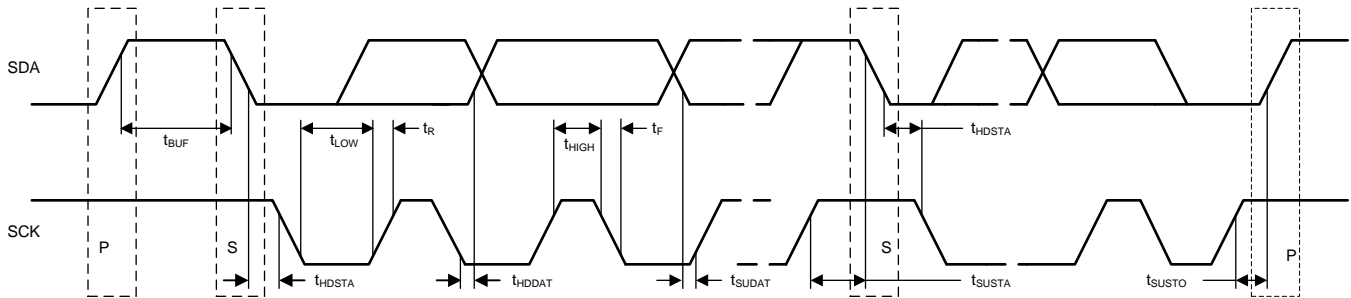 SDA
tBUF
tLOW
tR
tHIGH
tF
tHDSTA
SCK
P
S
S
P
tHDSTA
tHDDAT
tSUDAT
tSUSTA
tSUSTO